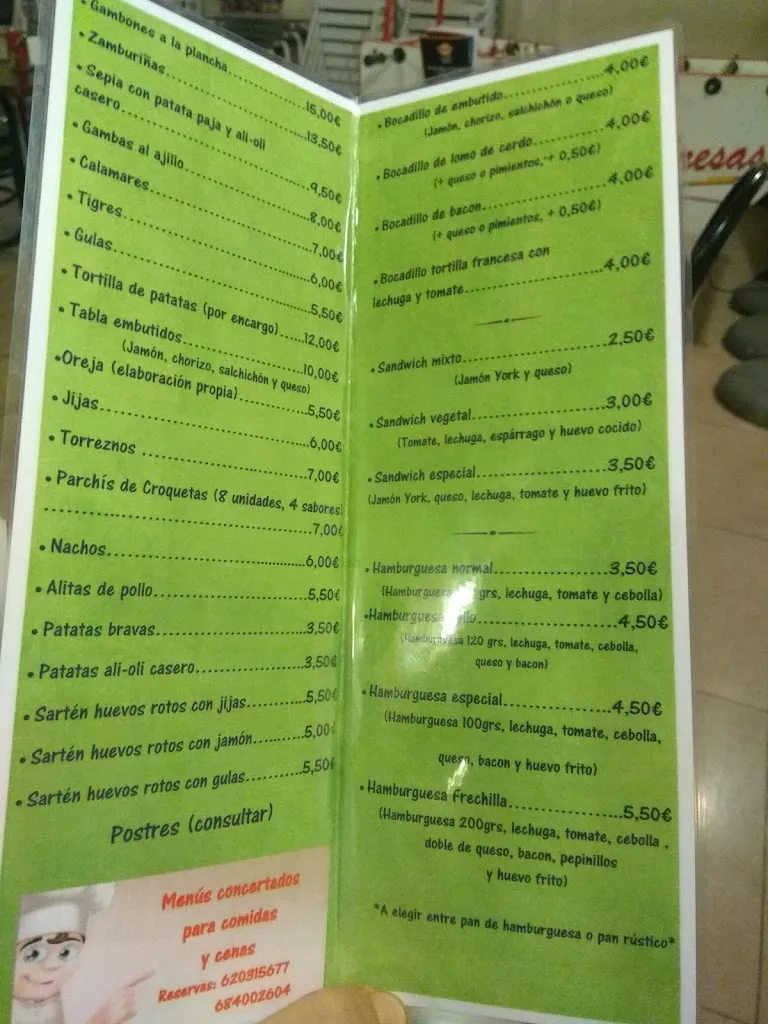 • Gambones a la plancha...............15,00€
• Zamburiñas...............13,50€
• Sepia con patata paja y ali-oli
casero...............9,50€
• Gambas al ajillo...............8,00€
• Calamares...............7,00€
• Tigres...............6,00€
• Gulas...............5,50€
• Tortilla de patatas (por encargo).....12,00€
• Tabla embutidos...............10,00€
(Jamón, chorizo, salchichón y queso)
•Oreja (elaboración propia)...............5,50€
• Jijas...............6,00€
• Torreznos ...............7,00€
• Parchís de Croquetas (8 unidades, 4 sabores)
...............7,00€
• Nachos...............6,00€
• Alitas de pollo...............5,50€
• Patatas bravas...............3,50€
• Patatas ali-oli casero...............3,50€
• Sartén huevos rotos con jijas.........5,50€
• Sartén huevos rotos con jamón.........5,00€
• Sartén huevos rotos con gulas.........5,50€
Postres (consultar)
Menús concertados
para comidas
y cenas
Reservas: 620315677
684002604
• Bocadillo de embutido...............4,00€
(Jamón, chorizo, salchichón o queso)
• Bocadillo de lomo de cerdo...............4,00€
(+ queso o pimientos, + 0,50€)
• Bocadillo de bacon...............4,00€
(+ queso o pimientos, + 0,50€)
• Bocadillo tortilla francesa con
lechuga y tomate...............4,00€
• Sandwich mixto...............2,50€
(Jamón York y queso)
• Sandwich vegetal...............3,00€
(Tomate, lechuga, espárrago y huevo cocido)
• Sandwich especial...............3,50€
(Jamón York, queso, lechuga, tomate y huevo frito)
• Hamburguesa normal...............3,50€
(Hamburguesa grs, lechuga, tomate y cebolla)
•Hamburguesa ...............4,50€
(Hamburguesa 120 grs, lechuga, tomate, cebolla,
queso y bacon)
• Hamburguesa especial...............4,50€
(Hamburguesa 100grs, lechuga, tomate, cebolla,
queso, bacon y huevo frito)
• Hamburguesa Frechilla...............5,50€
(Hamburguesa 200grs, lechuga, tomate, cebolla ,
doble de queso, bacon, pepinillos
y huevo frito)
*A elegir entre pan de hamburguesa o pan rústico*
resas